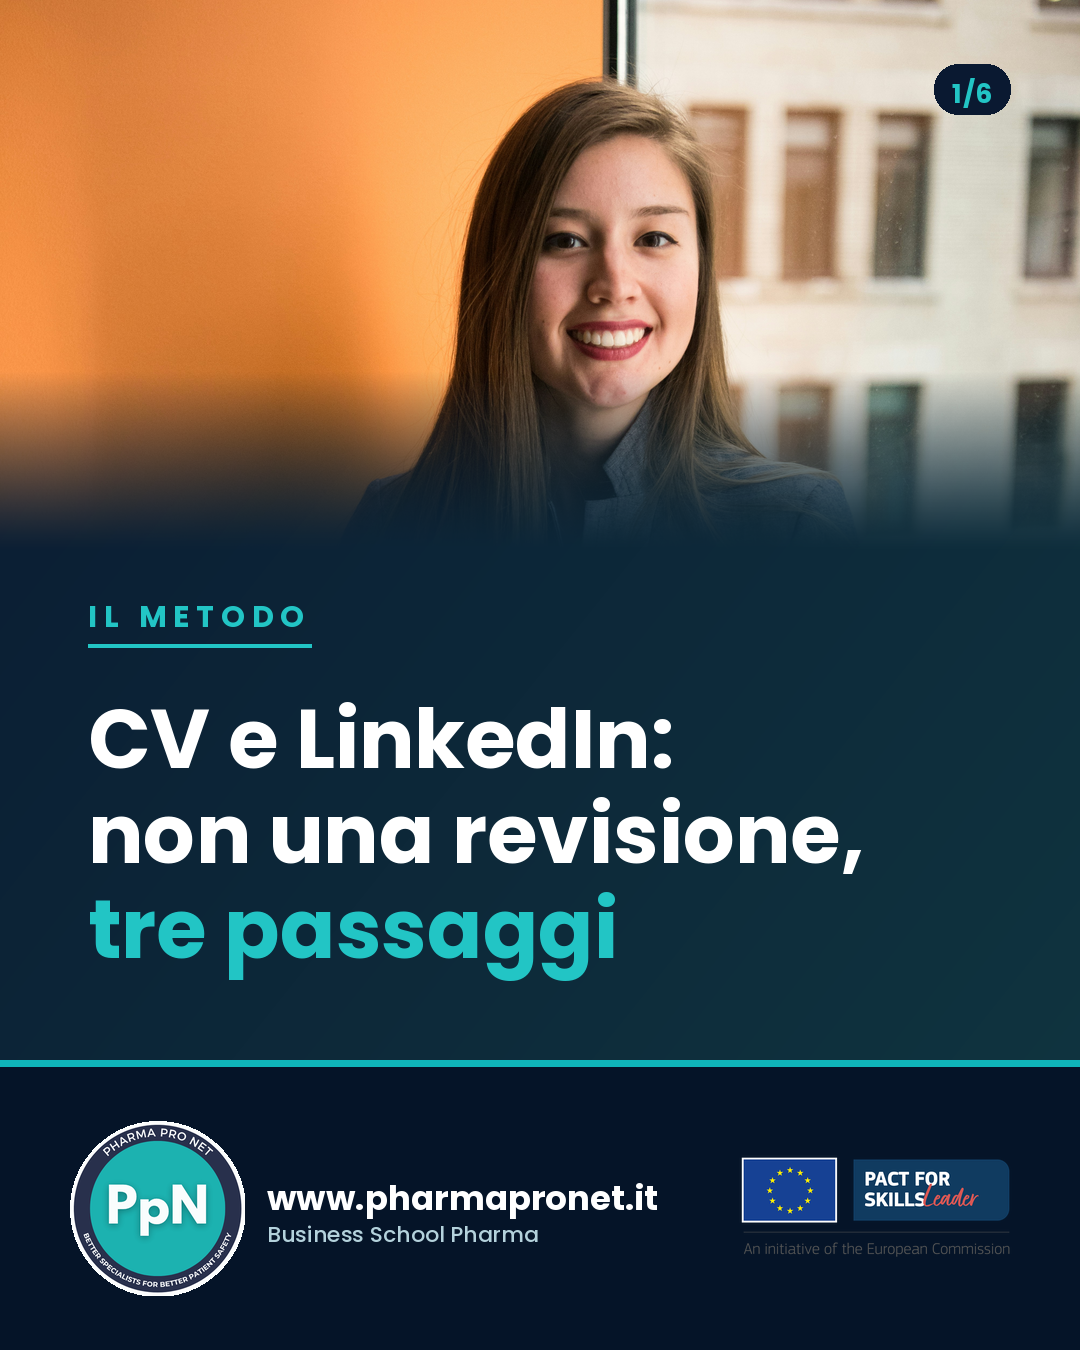 1/6
IL METODO
CV e LinkedIn:
non una revisione,
tre passaggi
PHARMA PRO NET
PpN
BETTER SPECIALISTS FOR BETTER PATIENT SAFETY
www.pharmapronet.it
Business School Pharma
PACT FOR
SKILLS Leader
An initiative of the European Commission